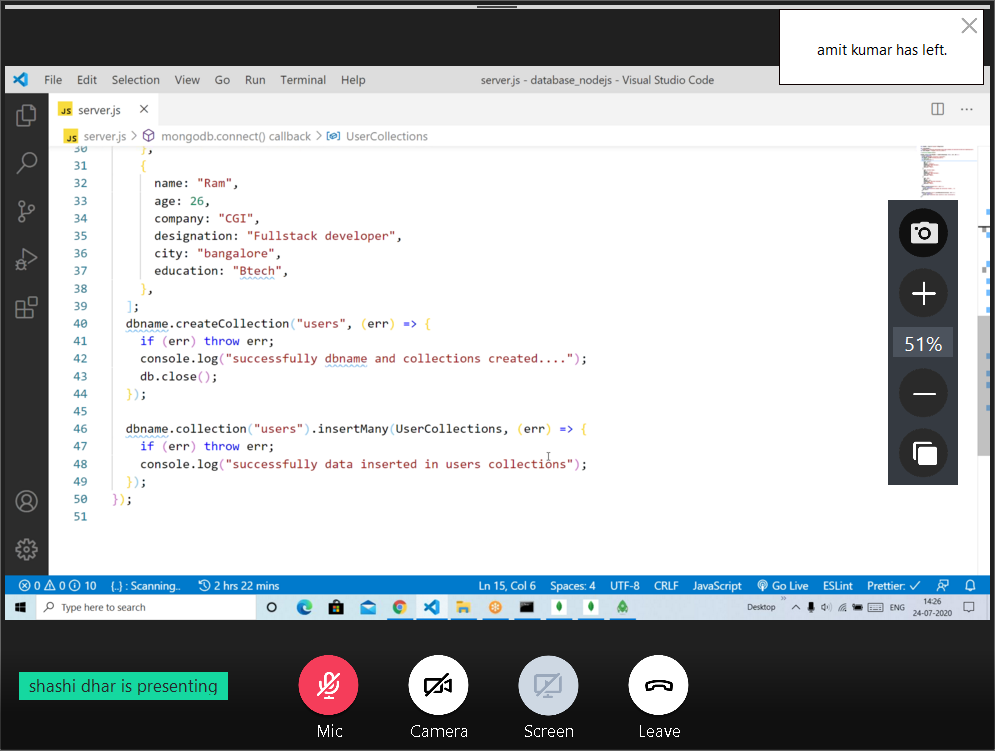 amit kumar has left.
File Edit Selection View Go Run Terminal Help
server.js - database_nodejs - Visual Studio Code
JS server.js
JS server.js > mongodb.connect() callback > UserCollections
30 },
31 {
32 name: "Ram",
33 age: 26,
34 company: "CGI",
35 designation: "Fullstack developer",
36 city: "bangalore",
37 education: "Btech",
38 },
39 ];
40 dbname.createCollection("users", (err) => {
41 if (err) throw err;
42 console.log("successfully dbname and collections created....");
43 db.close();
44 });
45
46 dbname.collection("users").insertMany(UserCollections, (err) => {
47 if (err) throw err;
48 console.log("successfully data inserted in users collections");
49 });
50 });
51
51%
0 0 10 {..} : Scanning.. 2 hrs 22 mins Ln 15, Col 6 Spaces: 4 UTF-8 CRLF JavaScript Go Live ESLint Prettier: ✓
Type here to search Desktop » ENG 14:26
24-07-2020
shashi dhar is presenting
Mic Camera Screen Leave